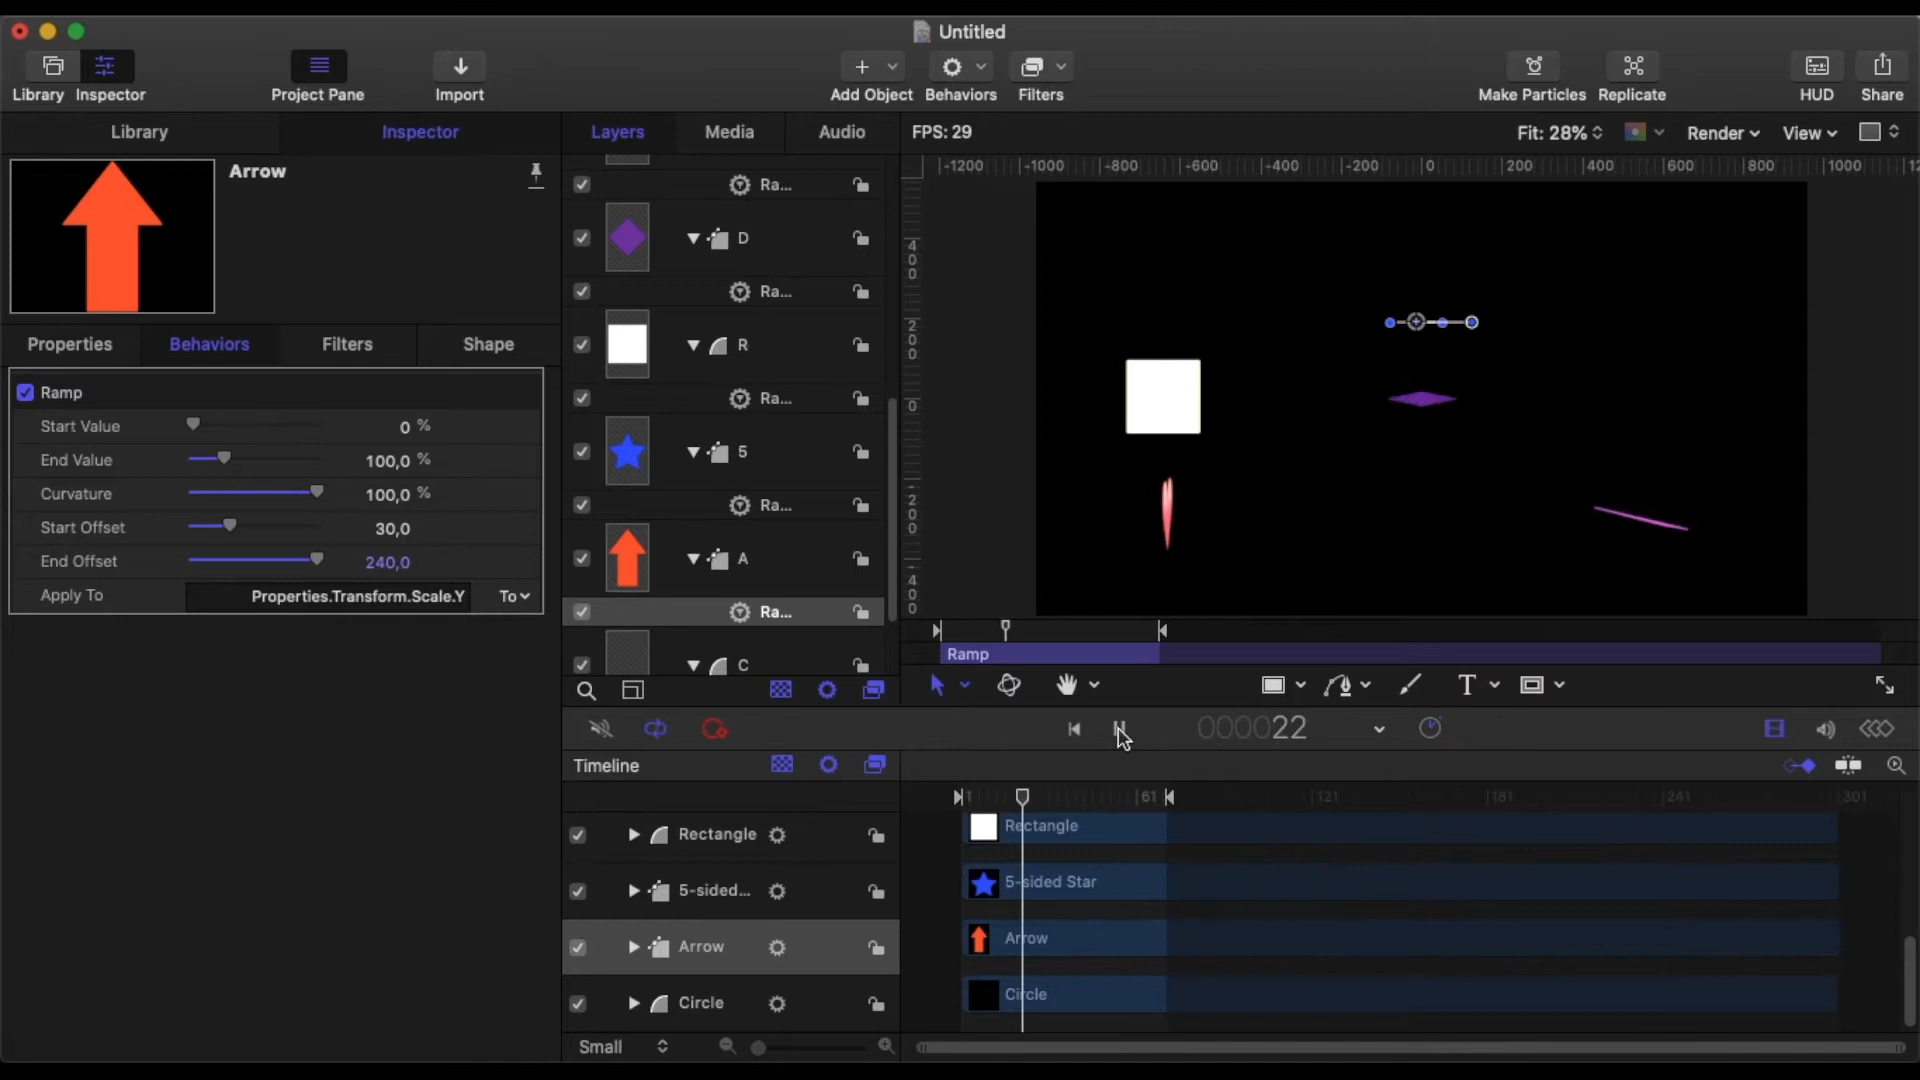 Untitled
Library Inspector Project Pane Import Add Object Behaviors Filters Make Particles Replicate HUD Share
Library Inspector Layers Media Audio FPS: 29 Fit: 28% Render View
Arrow
Properties Behaviors Filters Shape
Ramp
Start Value 0 %
End Value 100,0 %
Curvature 100,0 %
Start Offset 30,0
End Offset 240,0
Apply To Properties.Transform.Scale.Y To
Ra...
D
Ra...
R
Ra...
5
Ra...
A
Ra...
C
-1200 -1000 -800 -600 -400 -200 0 200 400 600 800 1000 12
400
200
0
-200
-400
Ramp
T
000022
Timeline
1 61 121 181 241 301
Rectangle Rectangle
5-sided... 5-sided Star
Arrow Arrow
Circle Circle
Small